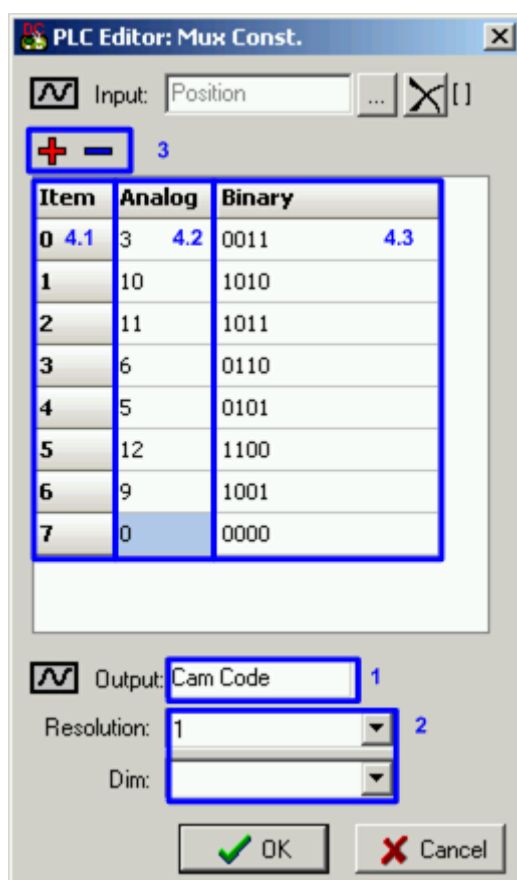 PLC Editor: Mux Const.
Input: Position ... [ ]
3
Item Analog Binary
0 4.1 3 4.2 0011 4.3
1 10 1010
2 11 1011
3 6 0110
4 5 0101
5 12 1100
6 9 1001
7 0 0000
Output: Cam Code 1
Resolution: 1 2
Dim:
OK Cancel